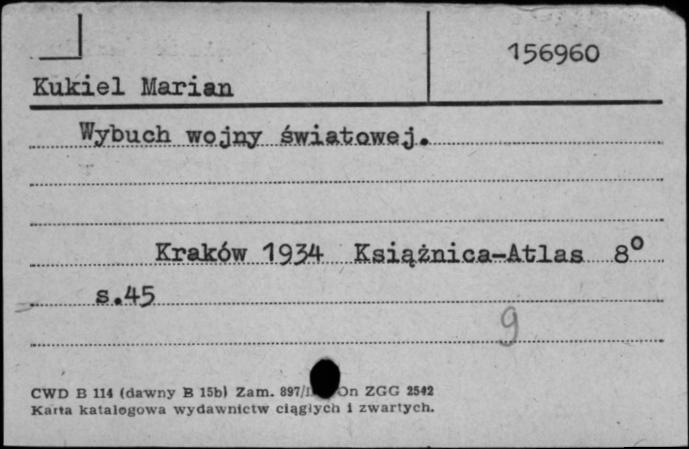 156960
Kukiel Marian
Wybuch wojny światowej.
Kraków 1934 Książnica-Atlas 8°
s.45
9
CWD B 114 (dawny B 15b) Zam. 897/ On ZGG 2542
Karta katalogowa wydawnictw ciągłych i zwartych.